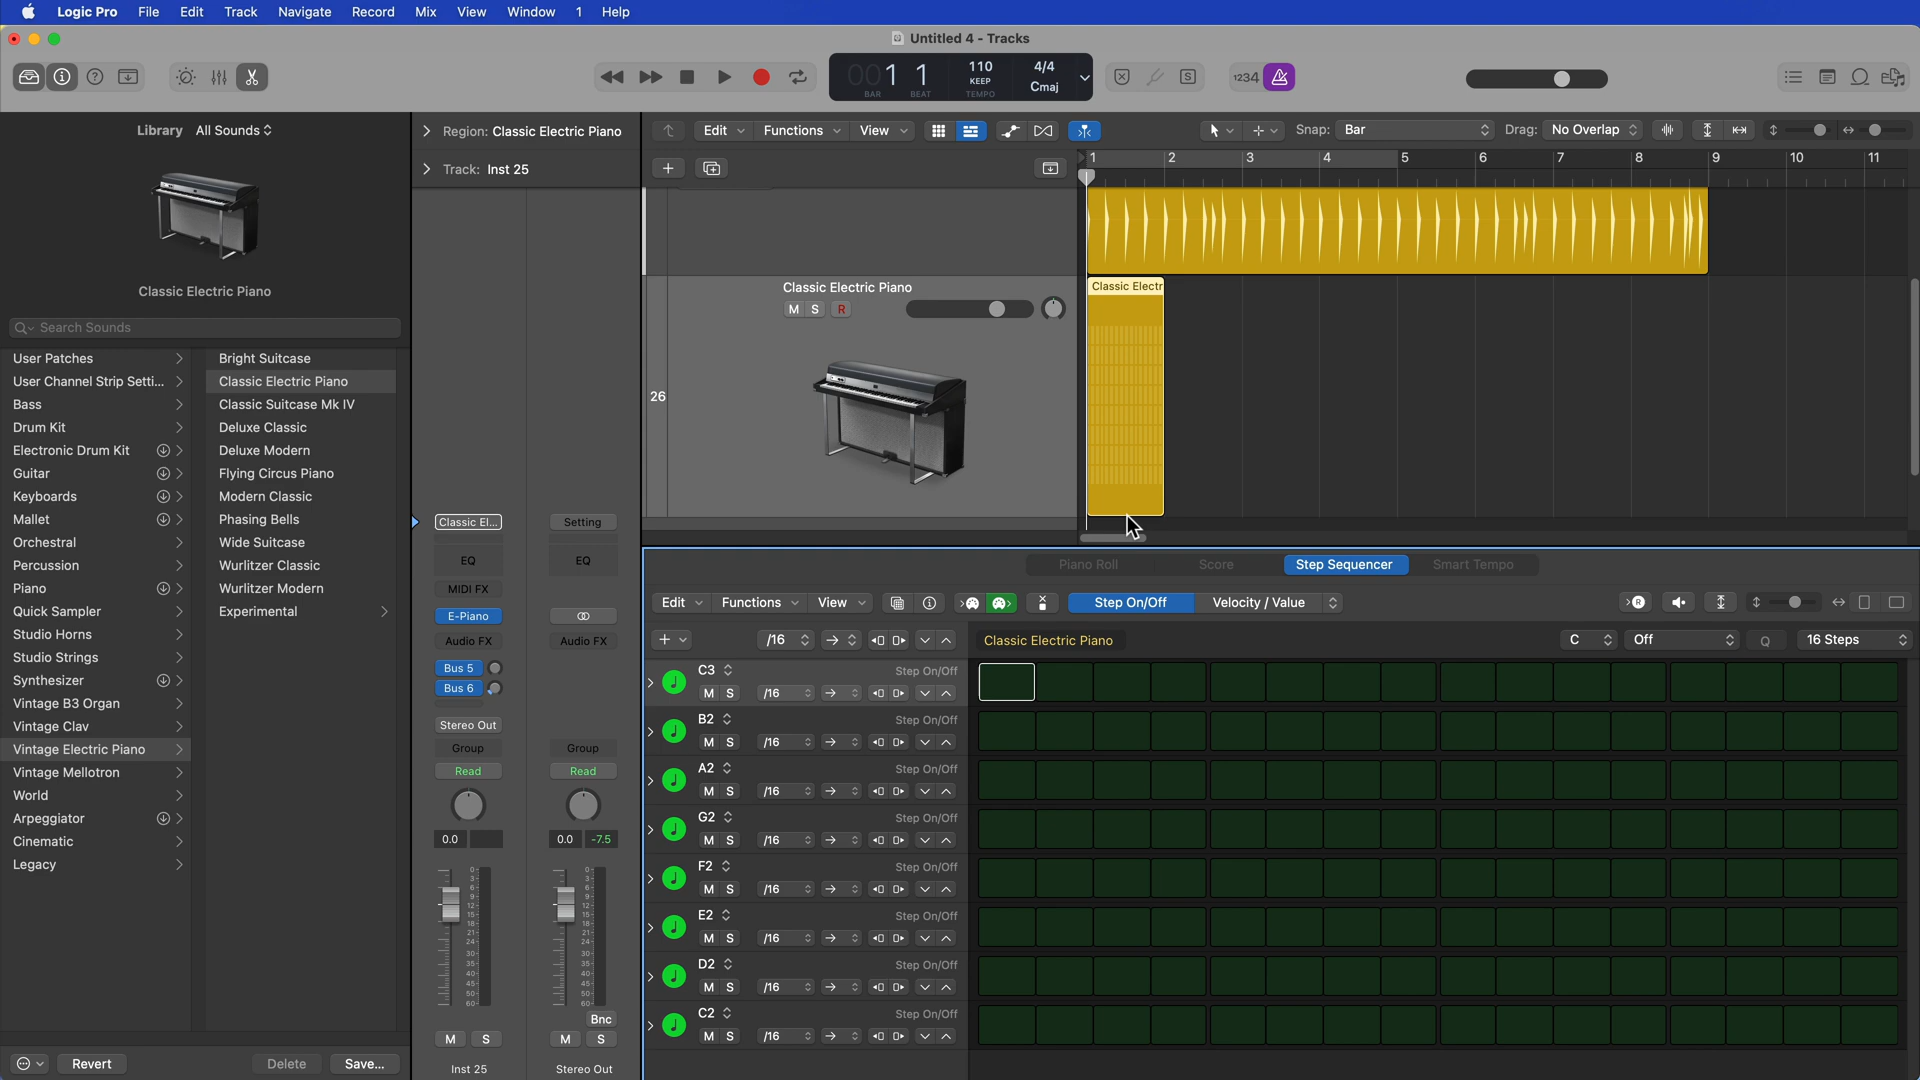 Logic Pro File Edit Track Navigate Record Mix View Window 1 Help
Untitled 4 - Tracks
001 1 110 4/4
KEEP Cmaj
BAR BEAT TEMPO
1234
Library All Sounds
Region: Classic Electric Piano
Track: Inst 25
Edit Functions View
Snap: Bar Drag: No Overlap
1 2 3 4 5 6 7 8 9 10 11
Classic Electric Piano
Search Sounds
User Patches
User Channel Strip Setti...
Bass
Drum Kit
Electronic Drum Kit
Guitar
Keyboards
Mallet
Orchestral
Percussion
Piano
Quick Sampler
Studio Horns
Studio Strings
Synthesizer
Vintage B3 Organ
Vintage Clav
Vintage Electric Piano
Vintage Mellotron
World
Arpeggiator
Cinematic
Legacy
Bright Suitcase
Classic Electric Piano
Classic Suitcase Mk IV
Deluxe Classic
Deluxe Modern
Flying Circus Piano
Modern Classic
Phasing Bells
Wide Suitcase
Wurlitzer Classic
Wurlitzer Modern
Experimental
Revert Delete Save...
Classic El... Setting
EQ EQ
MIDI FX
E-Piano
Audio FX Audio FX
Bus 5
Bus 6
Stereo Out
Group Group
Read Read
0.0 0.0 -7.5
Bnc
M S M S
Inst 25 Stereo Out
26
Classic Electric Piano
M S R
Classic Electr
Piano Roll Score Step Sequencer Smart Tempo
Edit Functions View Step On/Off Velocity / Value
/16 Classic Electric Piano C Off Q 16 Steps
C3 Step On/Off
M S /16
B2 Step On/Off
M S /16
A2 Step On/Off
M S /16
G2 Step On/Off
M S /16
F2 Step On/Off
M S /16
E2 Step On/Off
M S /16
D2 Step On/Off
M S /16
C2 Step On/Off
M S /16